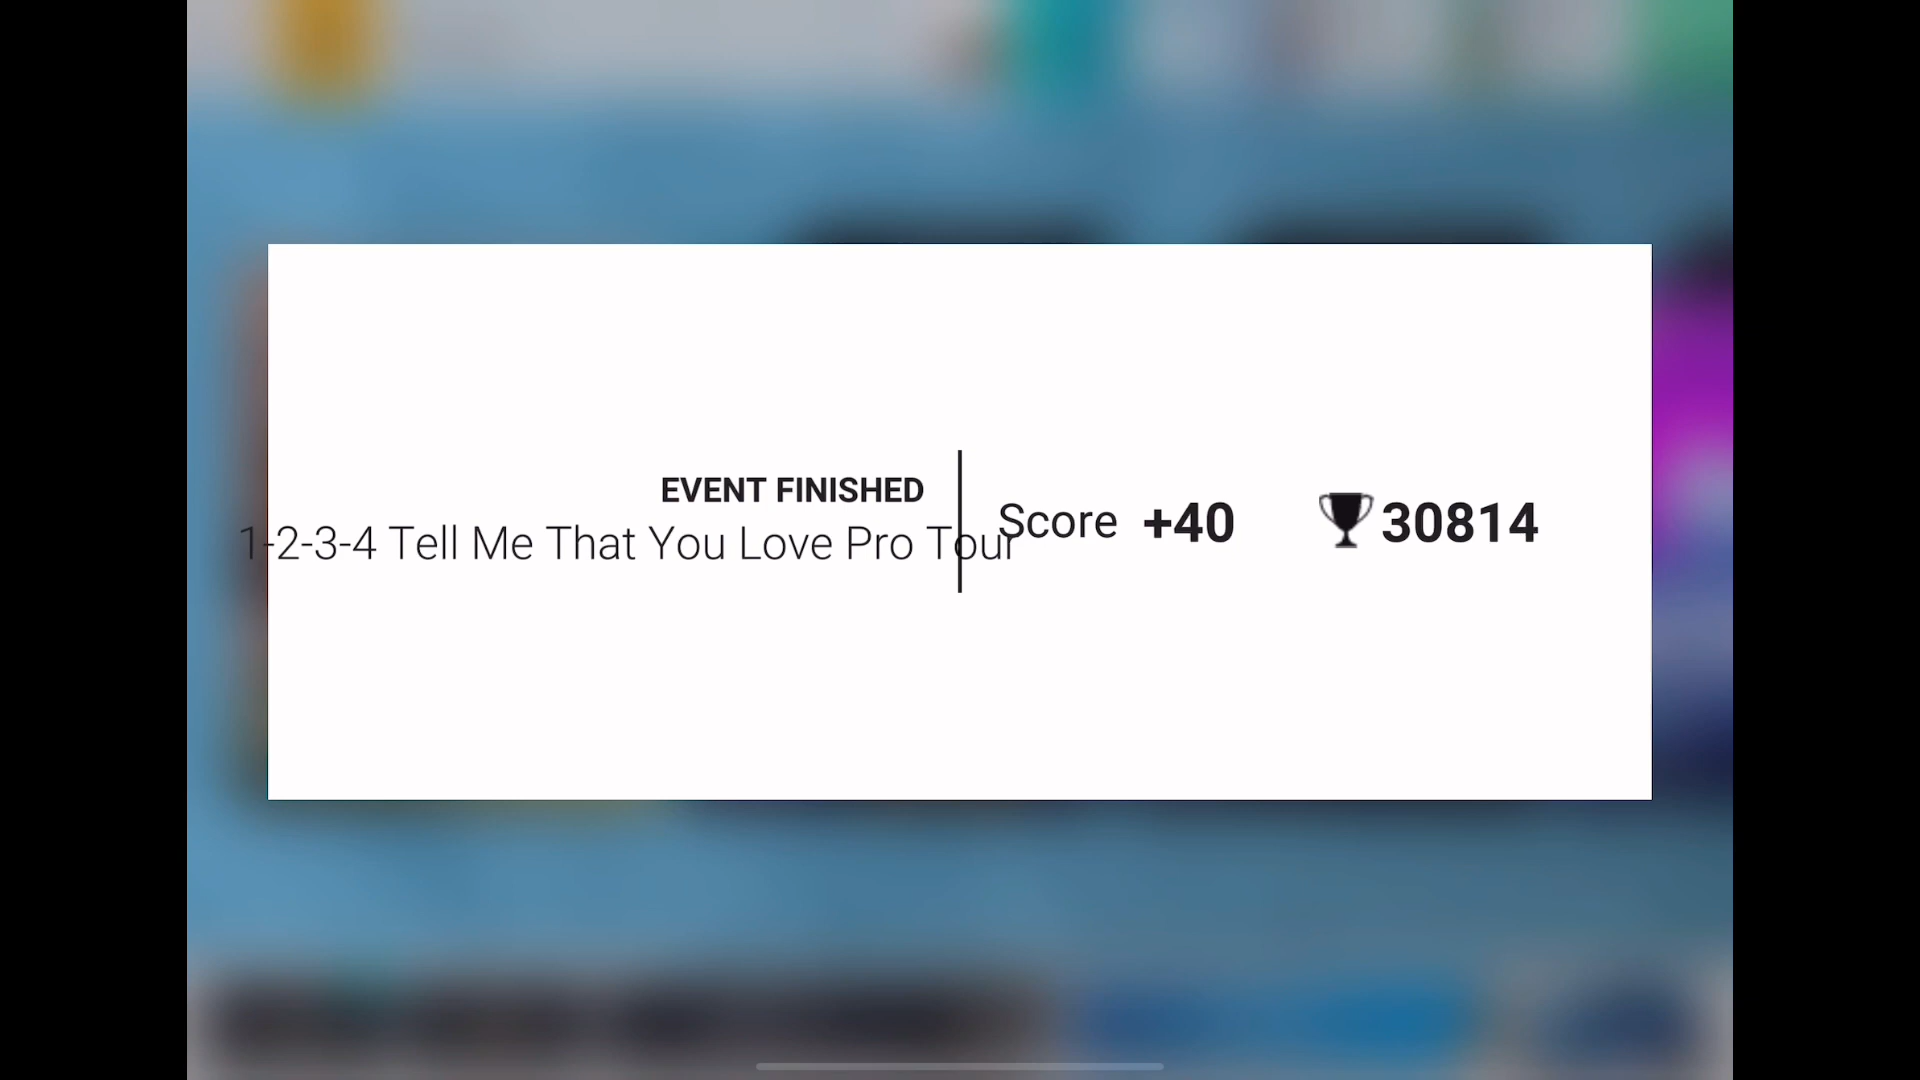 EVENT FINISHED
1-2-3-4 Tell Me That You Love Pro Tour
Score +40 30814